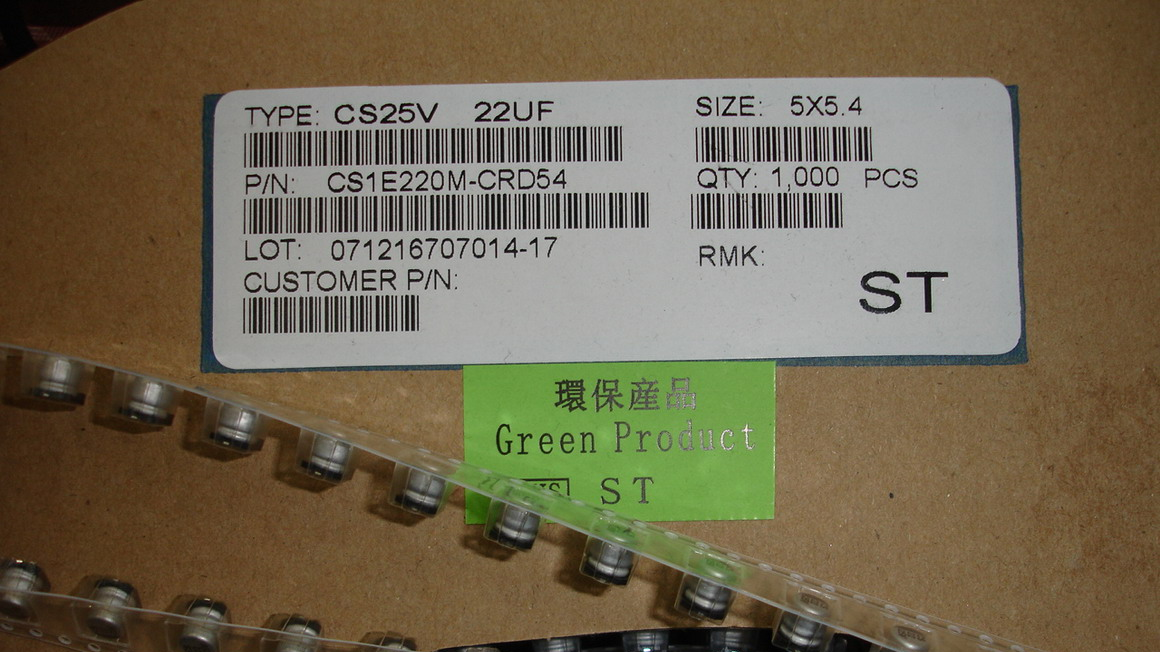 TYPE: CS25V 22UF
SIZE: 5X5.4
P/N: CS1E220M-CRD54
QTY: 1,000 PCS
LOT: 071216707014-17
RMK:
CUSTOMER P/N:
ST
環保産品
Green Product
ST